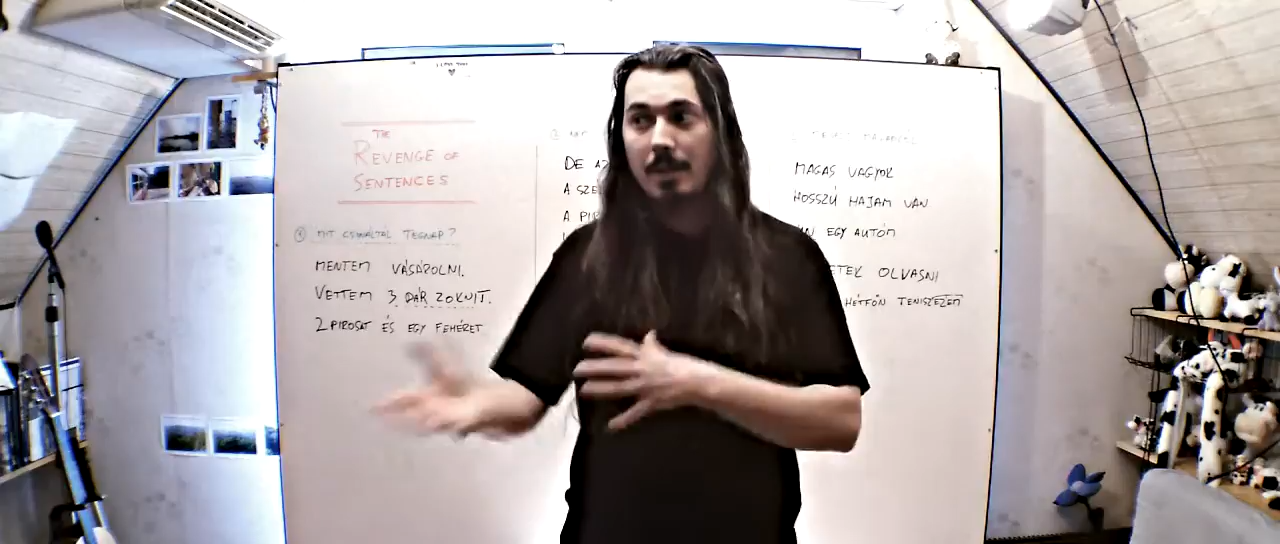 THE
REVENGE OF
SENTENCES
① MIT CSINÁLTÁL TEGNAP?
MENTEM VÁSÁROLNI.
VETTEM 3 PÁR ZOKNIT.
2 PIROSAT ÉS EGY FEHÉRET
DE AZ
A SZE
A PIR
MAGAS VAGYOK
HOSSZÚ HAJAM VAN
EGY AUTÓM
OLVASNI
HÉTFŐN TENISZEZEM